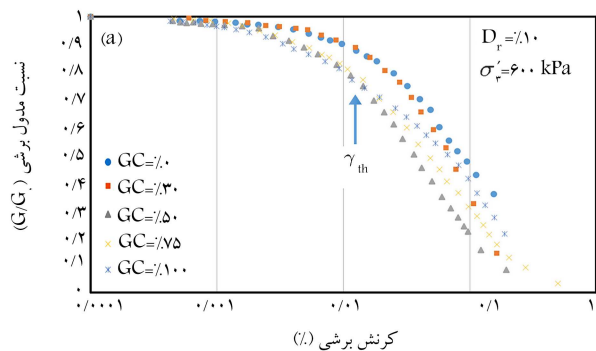 (a)
D_r=٪۱۰
σ′_۳=۶۰۰ kPa
γ_th
GC=٪۰
GC=٪۳۰
GC=٪۵۰
GC=٪۷۵
GC=٪۱۰۰
نسبت مدول برشی (G/G۰)
۱
۰/۹
۰/۸
۰/۷
۰/۶
۰/۵
۰/۴
۰/۳
۰/۲
۰/۱
۰
۰/۰۰۰۱
۰/۰۰۱
۰/۰۱
۰/۱
۱
کرنش برشی (٪)